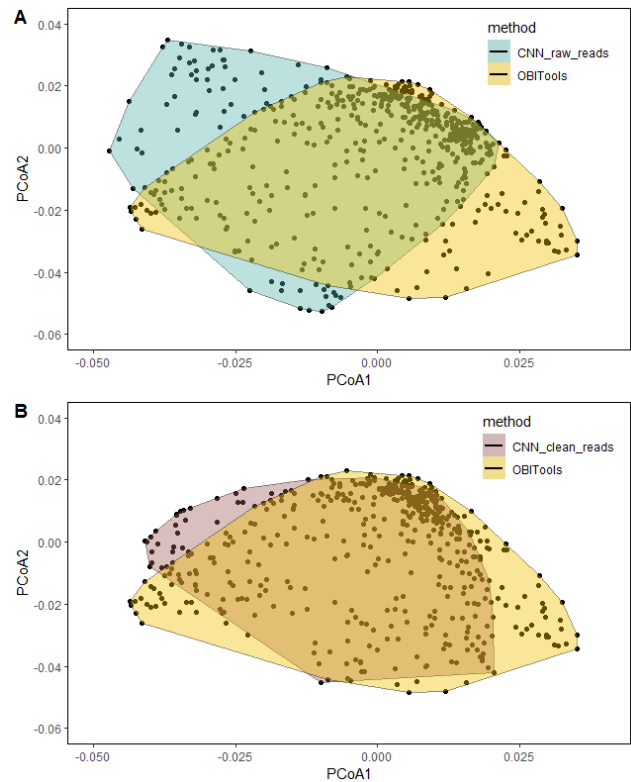 A
method
CNN_raw_reads
OBITools
0.04
0.02
0.00
-0.02
-0.04
-0.06
PCoA2
-0.050
-0.025
0.000
0.025
PCoA1
B
method
CNN_clean_reads
OBITools
0.04
0.02
0.00
-0.02
-0.04
-0.06
PCoA2
-0.050
-0.025
0.000
0.025
PCoA1